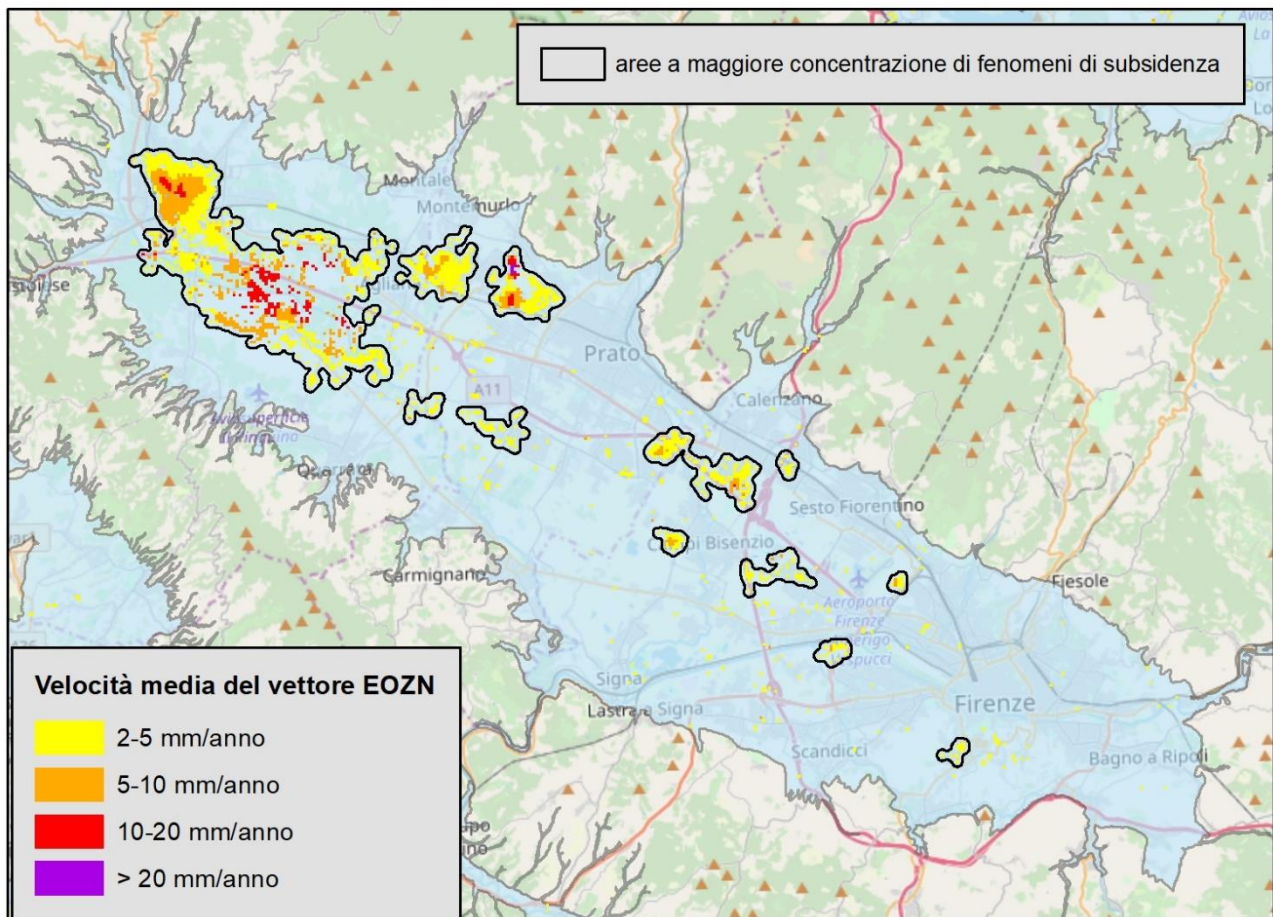 aree a maggiore concentrazione di fenomeni di subsidenza
Montale
Montemurlo
Prato
A11
Calenzano
Quarrata
Sesto Fiorentino
Bisenzio
Carmignano
Fiesole
Aeroporto
Firenze
Signa
Lastra a Signa
Firenze
Scandicci
Bagno a Ripoli
Velocità media del vettore EOZN
2-5 mm/anno
5-10 mm/anno
10-20 mm/anno
> 20 mm/anno